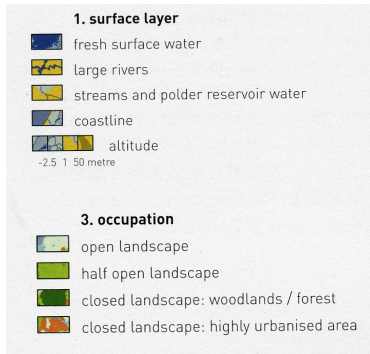 1. surface layer
fresh surface water
large rivers
streams and polder reservoir water
coastline
altitude
-2.5 1 50 metre
3. occupation
open landscape
half open landscape
closed landscape: woodlands / forest
closed landscape: highly urbanised area